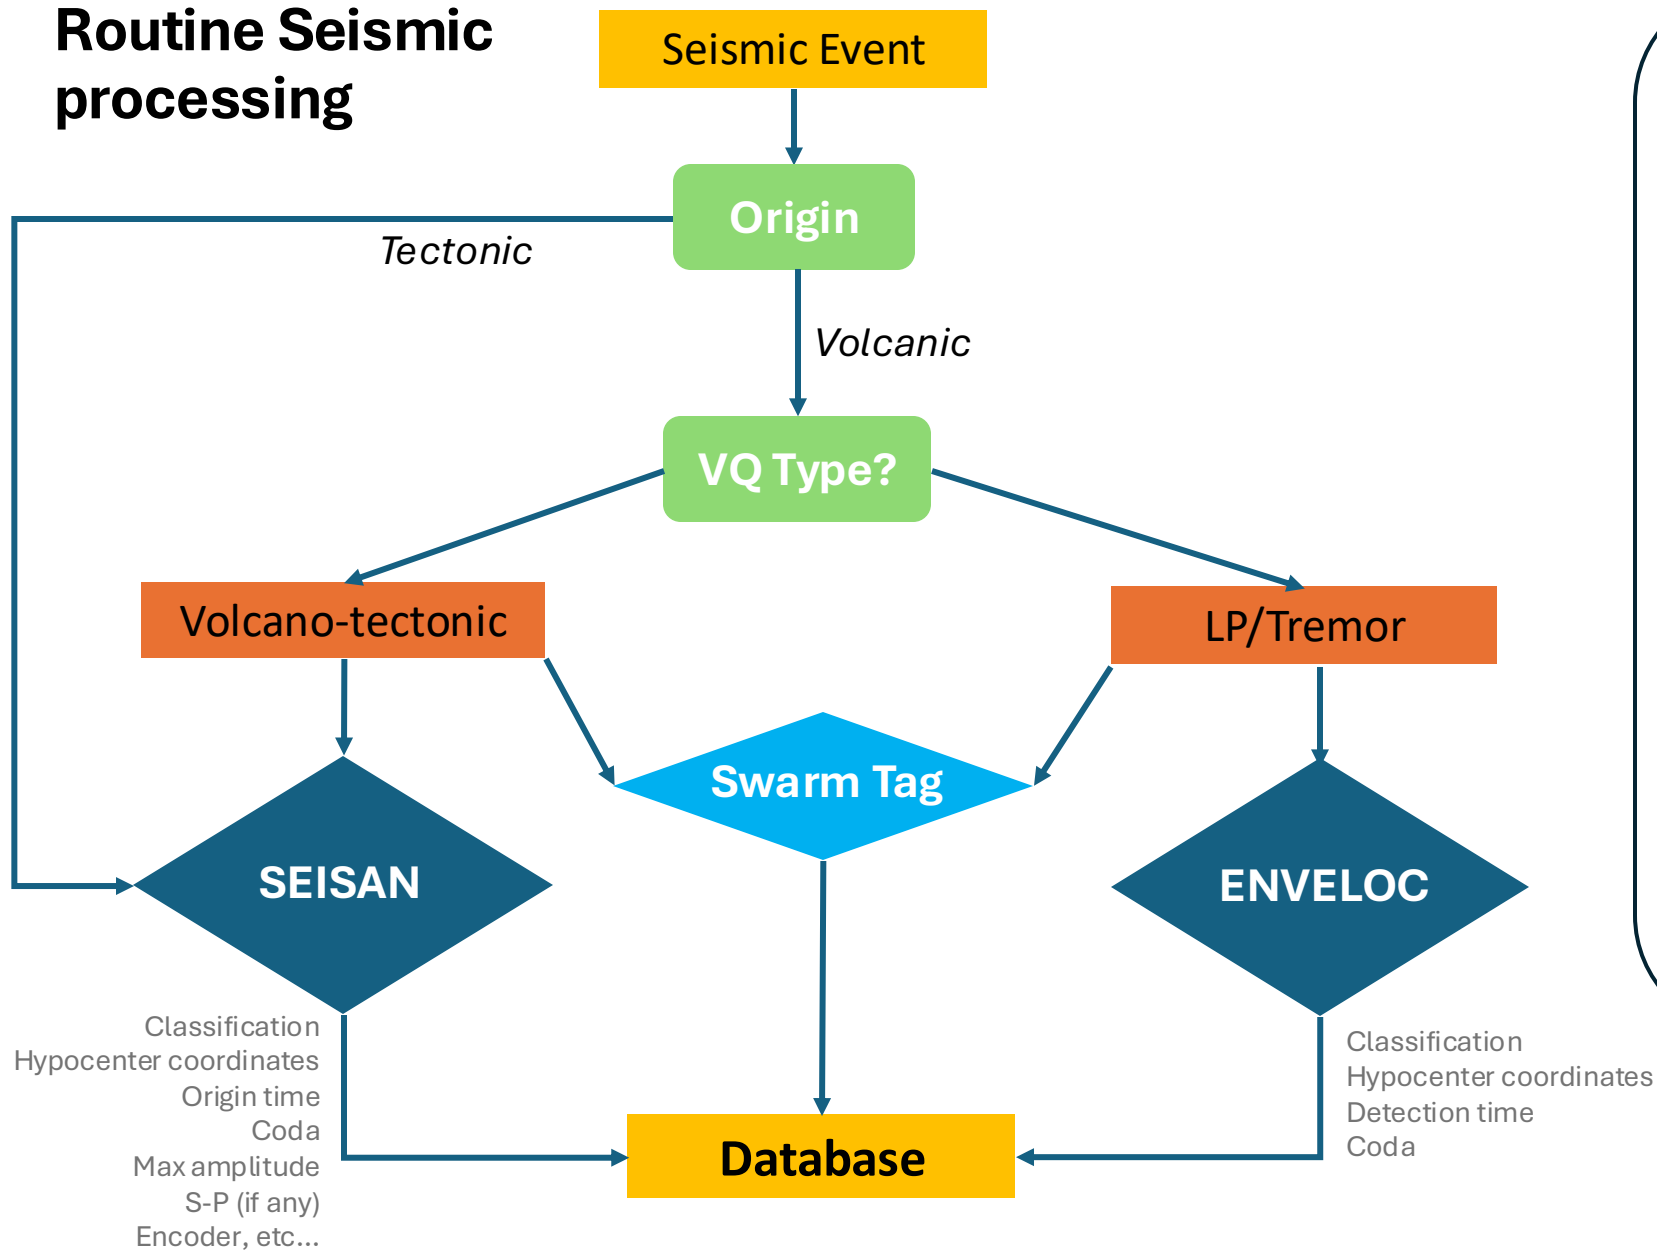 Routine Seismic
processing
Seismic Event
Origin
Tectonic
Volcanic
VQ Type?
Volcano-tectonic
LP/Tremor
Swarm Tag
SEISAN
ENVELOC
Classification
Hypocenter coordinates
Origin time
Coda
Max amplitude
S-P (if any)
Encoder, etc...
Classification
Hypocenter coordinates
Detection time
Coda
Database